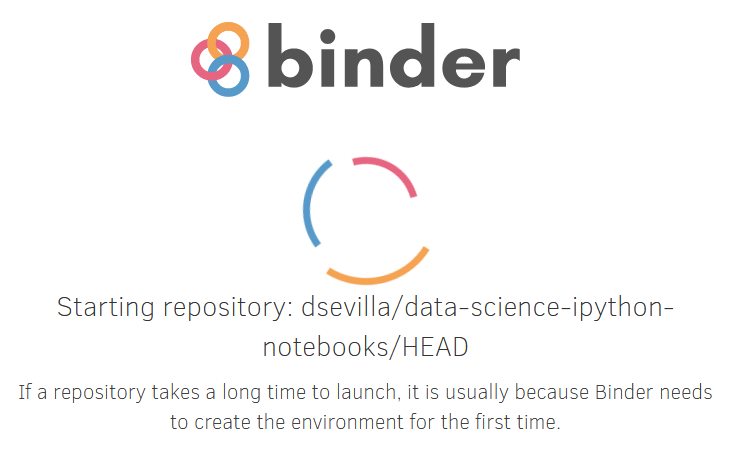 binder
Starting repository: dsevilla/data-science-ipython-
notebooks/HEAD
If a repository takes a long time to launch, it is usually because Binder needs
to create the environment for the first time.